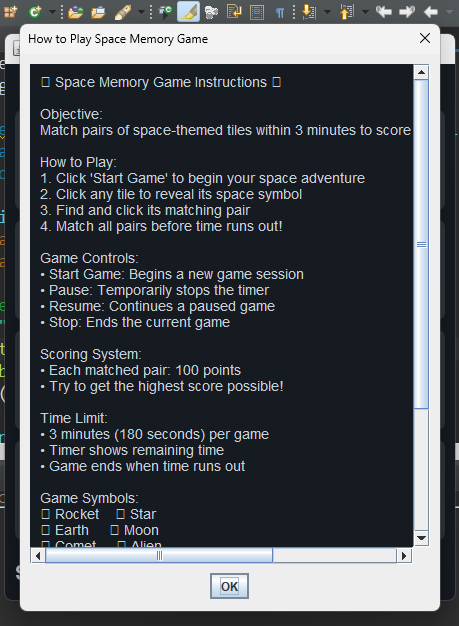 How to Play Space Memory Game
Space Memory Game Instructions
Objective:
Match pairs of space-themed tiles within 3 minutes to score
How to Play:
1. Click 'Start Game' to begin your space adventure
2. Click any tile to reveal its space symbol
3. Find and click its matching pair
4. Match all pairs before time runs out!
Game Controls:
• Start Game: Begins a new game session
• Pause: Temporarily stops the timer
• Resume: Continues a paused game
• Stop: Ends the current game
Scoring System:
• Each matched pair: 100 points
• Try to get the highest score possible!
Time Limit:
• 3 minutes (180 seconds) per game
• Timer shows remaining time
• Game ends when time runs out
Game Symbols:
Rocket Star
Earth Moon
Comet Alien
OK